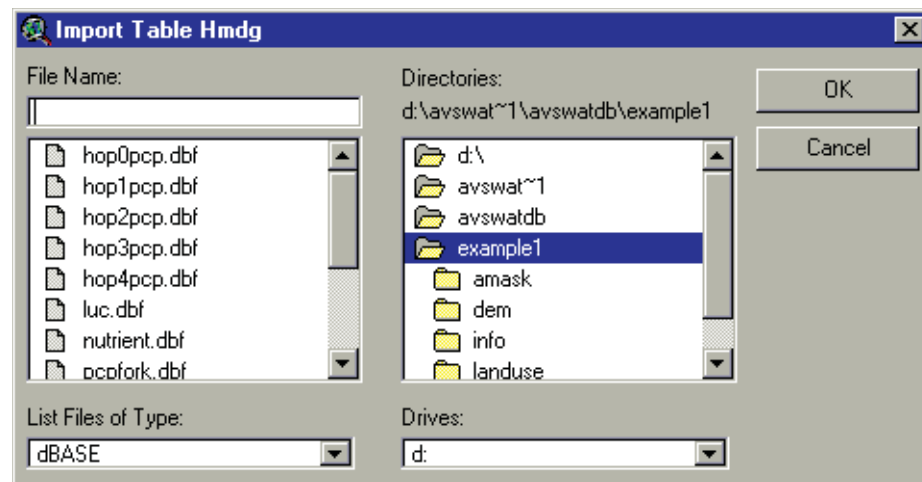 Import Table Hmdg
File Name:
hop0pcp.dbf
hop1pcp.dbf
hop2pcp.dbf
hop3pcp.dbf
hop4pcp.dbf
luc.dbf
nutrient.dbf
pcpfork.dbf
List Files of Type:
dBASE
Directories:
d:\avswat~1\avswatdb\example1
d:\
avswat~1
avswatdb
example1
amask
dem
info
landuse
Drives:
d:
OK
Cancel